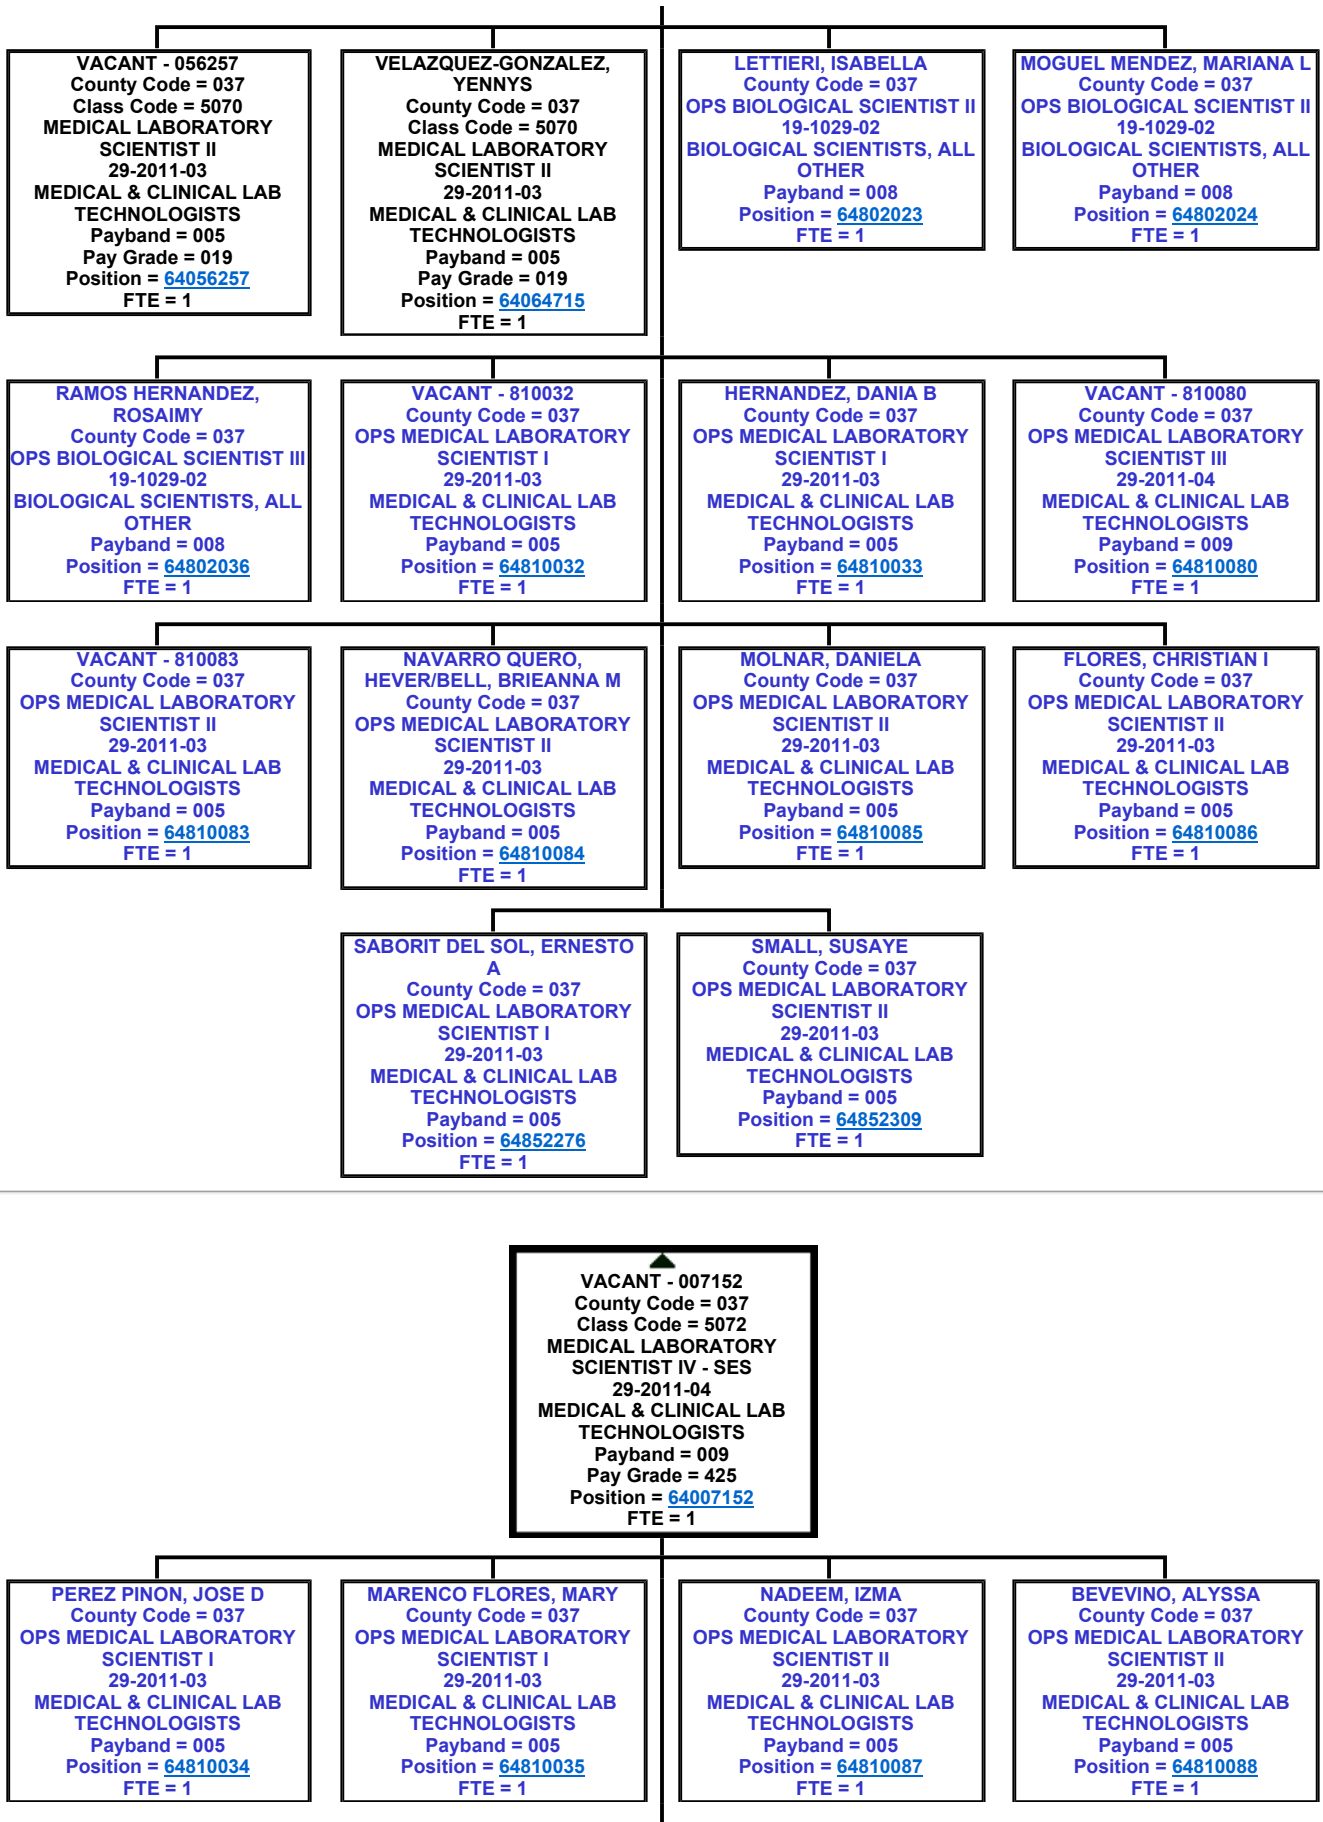 VACANT - 056257
County Code = 037
Class Code = 5070
MEDICAL LABORATORY
SCIENTIST II
29-2011-03
MEDICAL & CLINICAL LAB
TECHNOLOGISTS
Payband = 005
Pay Grade = 019
Position = 64056257
FTE = 1
VELAZQUEZ-GONZALEZ,
YENNYS
County Code = 037
Class Code = 5070
MEDICAL LABORATORY
SCIENTIST II
29-2011-03
MEDICAL & CLINICAL LAB
TECHNOLOGISTS
Payband = 005
Pay Grade = 019
Position = 64064715
FTE = 1
LETTIERI, ISABELLA
County Code = 037
OPS BIOLOGICAL SCIENTIST II
19-1029-02
BIOLOGICAL SCIENTISTS, ALL
OTHER
Payband = 008
Position = 64802023
FTE = 1
MOGUEL MENDEZ, MARIANA L
County Code = 037
OPS BIOLOGICAL SCIENTIST II
19-1029-02
BIOLOGICAL SCIENTISTS, ALL
OTHER
Payband = 008
Position = 64802024
FTE = 1
RAMOS HERNANDEZ,
ROSAIMY
County Code = 037
OPS BIOLOGICAL SCIENTIST III
19-1029-02
BIOLOGICAL SCIENTISTS, ALL
OTHER
Payband = 008
Position = 64802036
FTE = 1
VACANT - 810032
County Code = 037
OPS MEDICAL LABORATORY
SCIENTIST I
29-2011-03
MEDICAL & CLINICAL LAB
TECHNOLOGISTS
Payband = 005
Position = 64810032
FTE = 1
HERNANDEZ, DANIA B
County Code = 037
OPS MEDICAL LABORATORY
SCIENTIST I
29-2011-03
MEDICAL & CLINICAL LAB
TECHNOLOGISTS
Payband = 005
Position = 64810033
FTE = 1
VACANT - 810080
County Code = 037
OPS MEDICAL LABORATORY
SCIENTIST III
29-2011-04
MEDICAL & CLINICAL LAB
TECHNOLOGISTS
Payband = 009
Position = 64810080
FTE = 1
VACANT - 810083
County Code = 037
OPS MEDICAL LABORATORY
SCIENTIST II
29-2011-03
MEDICAL & CLINICAL LAB
TECHNOLOGISTS
Payband = 005
Position = 64810083
FTE = 1
NAVARRO QUERO,
HEVER/BELL, BRIEANNA M
County Code = 037
OPS MEDICAL LABORATORY
SCIENTIST II
29-2011-03
MEDICAL & CLINICAL LAB
TECHNOLOGISTS
Payband = 005
Position = 64810084
FTE = 1
MOLNAR, DANIELA
County Code = 037
OPS MEDICAL LABORATORY
SCIENTIST II
29-2011-03
MEDICAL & CLINICAL LAB
TECHNOLOGISTS
Payband = 005
Position = 64810085
FTE = 1
FLORES, CHRISTIAN I
County Code = 037
OPS MEDICAL LABORATORY
SCIENTIST II
29-2011-03
MEDICAL & CLINICAL LAB
TECHNOLOGISTS
Payband = 005
Position = 64810086
FTE = 1
SABORIT DEL SOL, ERNESTO
A
County Code = 037
OPS MEDICAL LABORATORY
SCIENTIST I
29-2011-03
MEDICAL & CLINICAL LAB
TECHNOLOGISTS
Payband = 005
Position = 64852276
FTE = 1
SMALL, SUSAYE
County Code = 037
OPS MEDICAL LABORATORY
SCIENTIST II
29-2011-03
MEDICAL & CLINICAL LAB
TECHNOLOGISTS
Payband = 005
Position = 64852309
FTE = 1
VACANT - 007152
County Code = 037
Class Code = 5072
MEDICAL LABORATORY
SCIENTIST IV - SES
29-2011-04
MEDICAL & CLINICAL LAB
TECHNOLOGISTS
Payband = 009
Pay Grade = 425
Position = 64007152
FTE = 1
PEREZ PINON, JOSE D
County Code = 037
OPS MEDICAL LABORATORY
SCIENTIST I
29-2011-03
MEDICAL & CLINICAL LAB
TECHNOLOGISTS
Payband = 005
Position = 64810034
FTE = 1
MARENCO FLORES, MARY
County Code = 037
OPS MEDICAL LABORATORY
SCIENTIST I
29-2011-03
MEDICAL & CLINICAL LAB
TECHNOLOGISTS
Payband = 005
Position = 64810035
FTE = 1
NADEEM, IZMA
County Code = 037
OPS MEDICAL LABORATORY
SCIENTIST II
29-2011-03
MEDICAL & CLINICAL LAB
TECHNOLOGISTS
Payband = 005
Position = 64810087
FTE = 1
BEVEVINO, ALYSSA
County Code = 037
OPS MEDICAL LABORATORY
SCIENTIST II
29-2011-03
MEDICAL & CLINICAL LAB
TECHNOLOGISTS
Payband = 005
Position = 64810088
FTE = 1